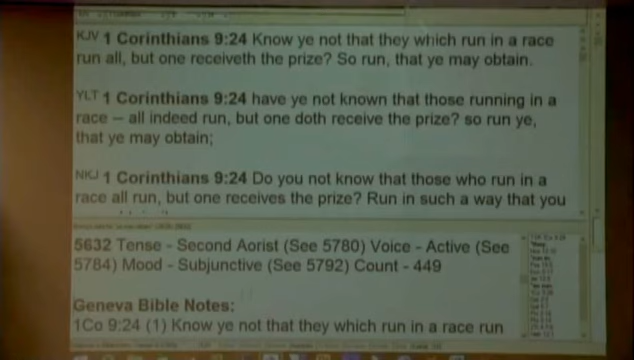 KJV 1 Corinthians 9:24 Know ye not that they which run in a race
run all, but one receiveth the prize? So run, that ye may obtain.
YLT 1 Corinthians 9:24 have ye not known that those running in a
race -- all indeed run, but one doth receive the prize? so run ye,
that ye may obtain;
NKJ 1 Corinthians 9:24 Do you not know that those who run in a
race all run, but one receives the prize? Run in such a way that you
5632 Tense - Second Aorist (See 5780) Voice - Active (See
5784) Mood - Subjunctive (See 5792) Count - 449
Geneva Bible Notes:
1Co 9:24 (1) Know ye not that they which run in a race run